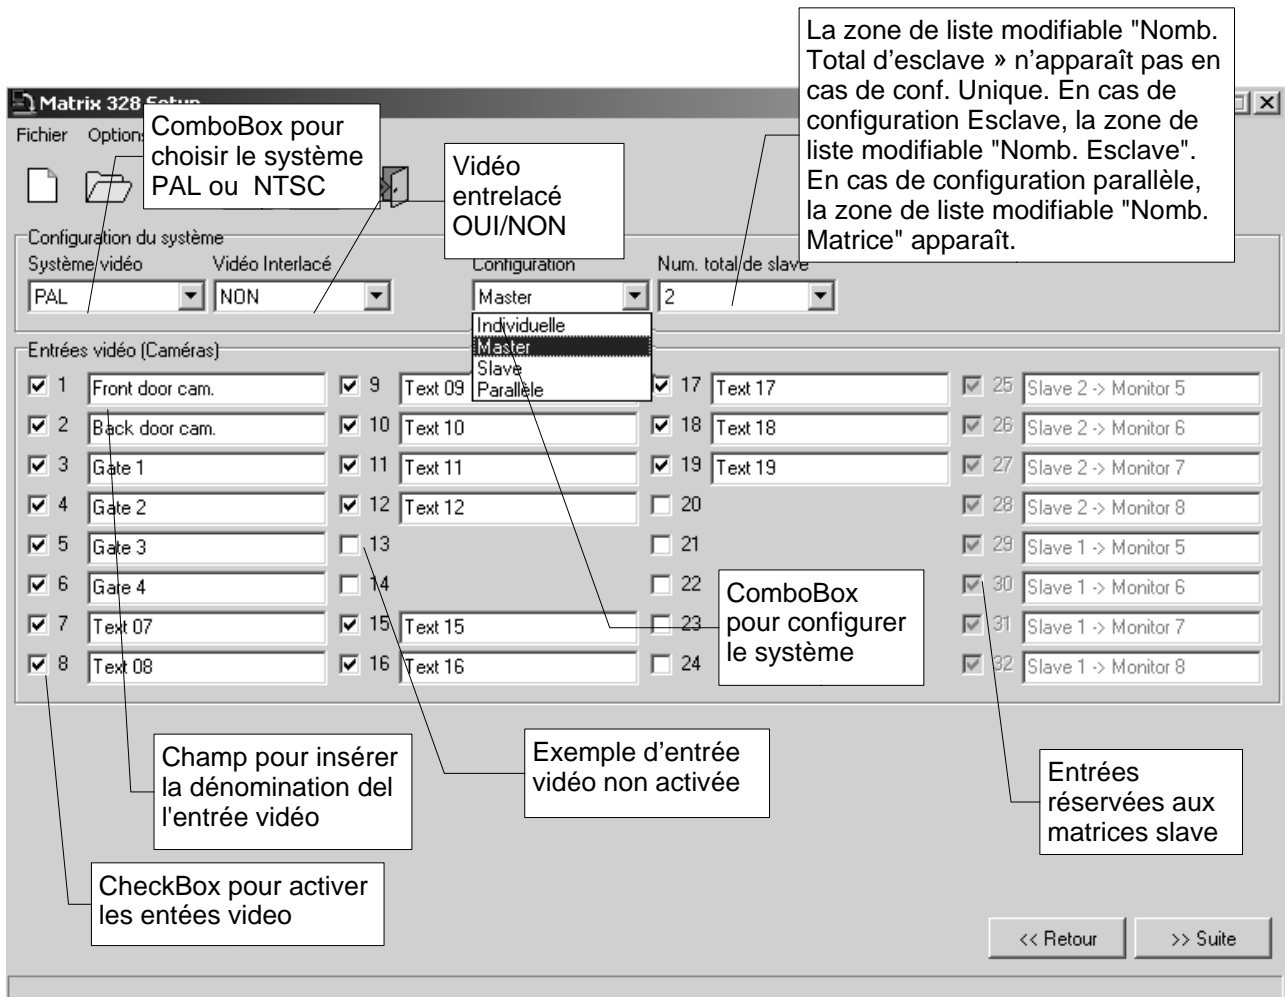 La zone de liste modifiable "Nomb.
Total d'esclave » n'apparaît pas en
cas de conf. Unique. En cas de
configuration Esclave, la zone de
liste modifiable "Nomb. Esclave".
En cas de configuration parallèle,
la zone de liste modifiable "Nomb.
Matrice" apparaît.
Matrix 328 Setup
Fichier Options
ComboBox pour
choisir le système
PAL ou NTSC
Vidéo
entrelacé
OUI/NON
Configuration du système
Système vidéo Vidéo Interlacé Configuration Num. total de slave
PAL NON Master 2
Individuelle
Master
Slave
Parallèle
Entrées vidéo (Caméras)
1 Front door cam. 9 Text 09 17 Text 17 25 Slave 2 -> Monitor 5
2 Back door cam. 10 Text 10 18 Text 18 26 Slave 2 -> Monitor 6
3 Gate 1 11 Text 11 19 Text 19 27 Slave 2 -> Monitor 7
4 Gate 2 12 Text 12 20 28 Slave 2 -> Monitor 8
5 Gate 3 13 21 29 Slave 1 -> Monitor 5
6 Gare 4 14 22 30 Slave 1 -> Monitor 6
7 Text 07 15 Text 15 23 31 Slave 1 -> Monitor 7
8 Text 08 16 Text 16 24 32 Slave 1 -> Monitor 8
ComboBox
pour configurer
le système
Champ pour insérer
la dénomination del
l'entrée vidéo
Exemple d'entrée
vidéo non activée
Entrées
réservées aux
matrices slave
CheckBox pour activer
les entées video
<< Retour >> Suite